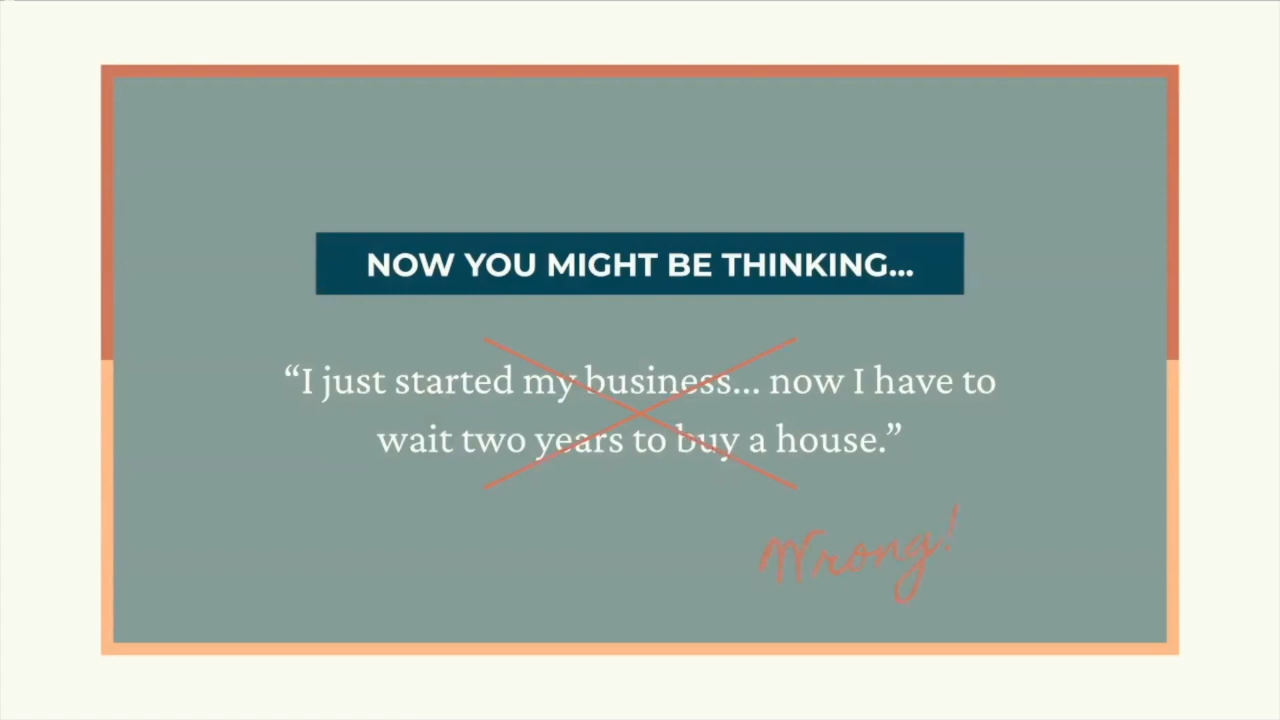 NOW YOU MIGHT BE THINKING...
“I just started my business... now I have to
wait two years to buy a house.”
Wrong!